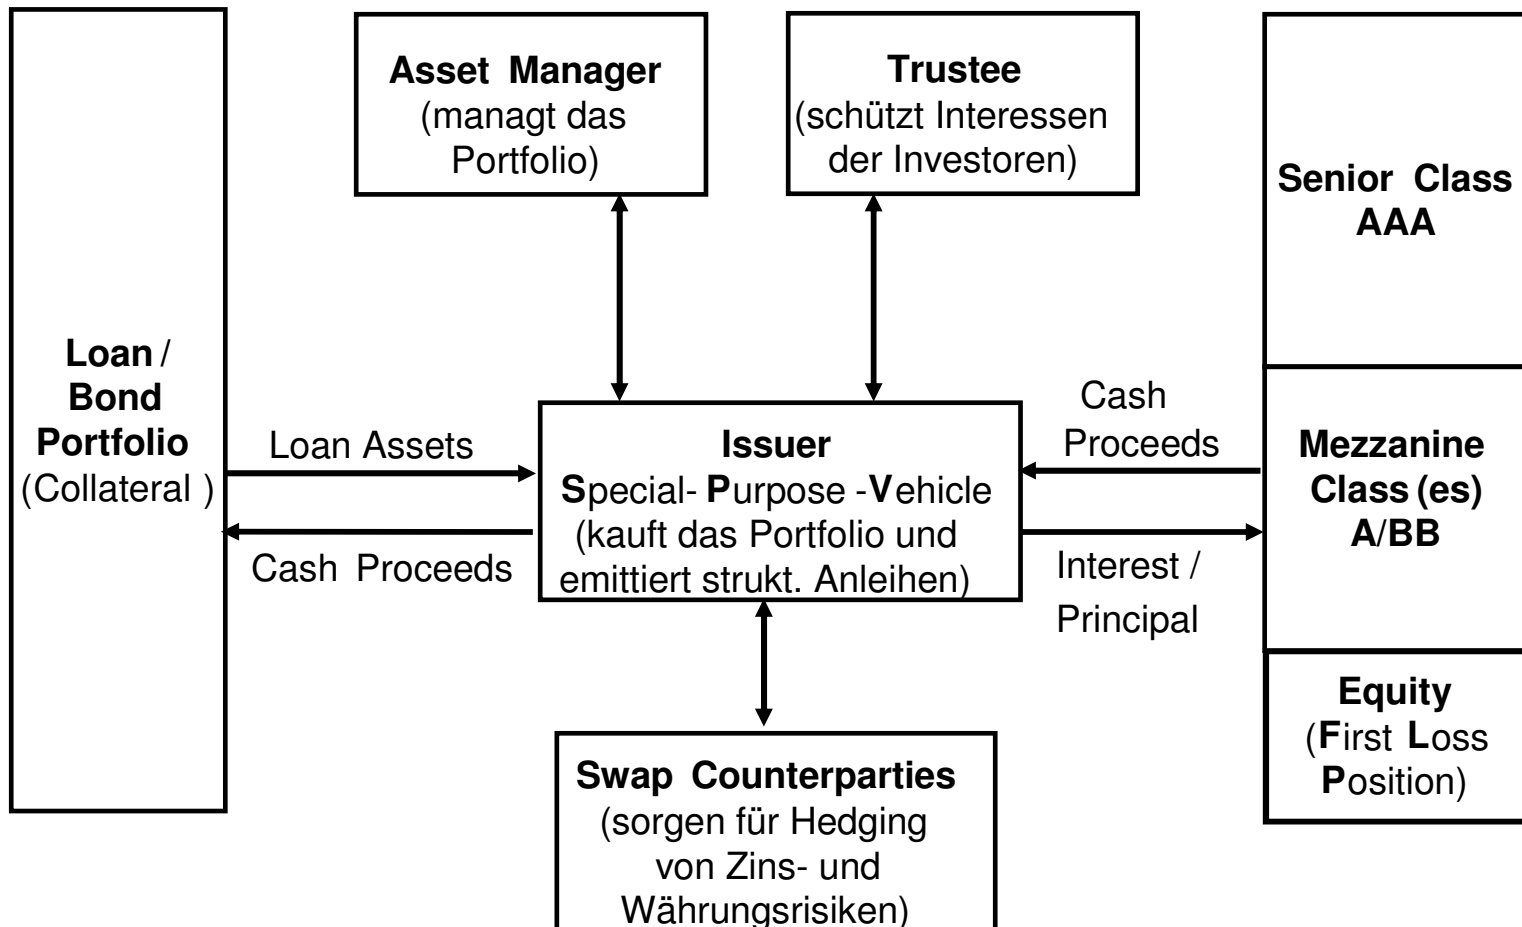 Asset Manager
(managt das
Portfolio)
Trustee
(schützt Interessen
der Investoren)
Senior Class
AAA
Loan /
Bond
Portfolio
(Collateral )
Loan Assets
Cash Proceeds
Issuer
Special- Purpose -Vehicle
(kauft das Portfolio und
emittiert strukt. Anleihen)
Cash
Proceeds
Interest /
Principal
Mezzanine
Class (es)
A/BB
Equity
(First Loss
Position)
Swap Counterparties
(sorgen für Hedging
von Zins- und
Währungsrisiken)